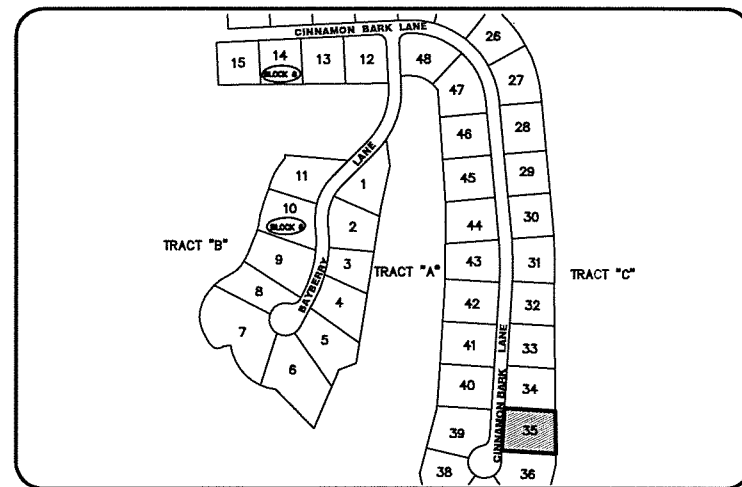 CINNAMON BARK LANE
15 14 13 12 48 26
47 27
46 28
LANE
11 1 45 29
10 2 44 30
TRACT "B" 9 3 TRACT "A" 43 31 TRACT "C"
BAYBERRY
8 4 42 32
7 5 41 33
6 40 34
CINNAMON BARK LANE
39 35
38 36